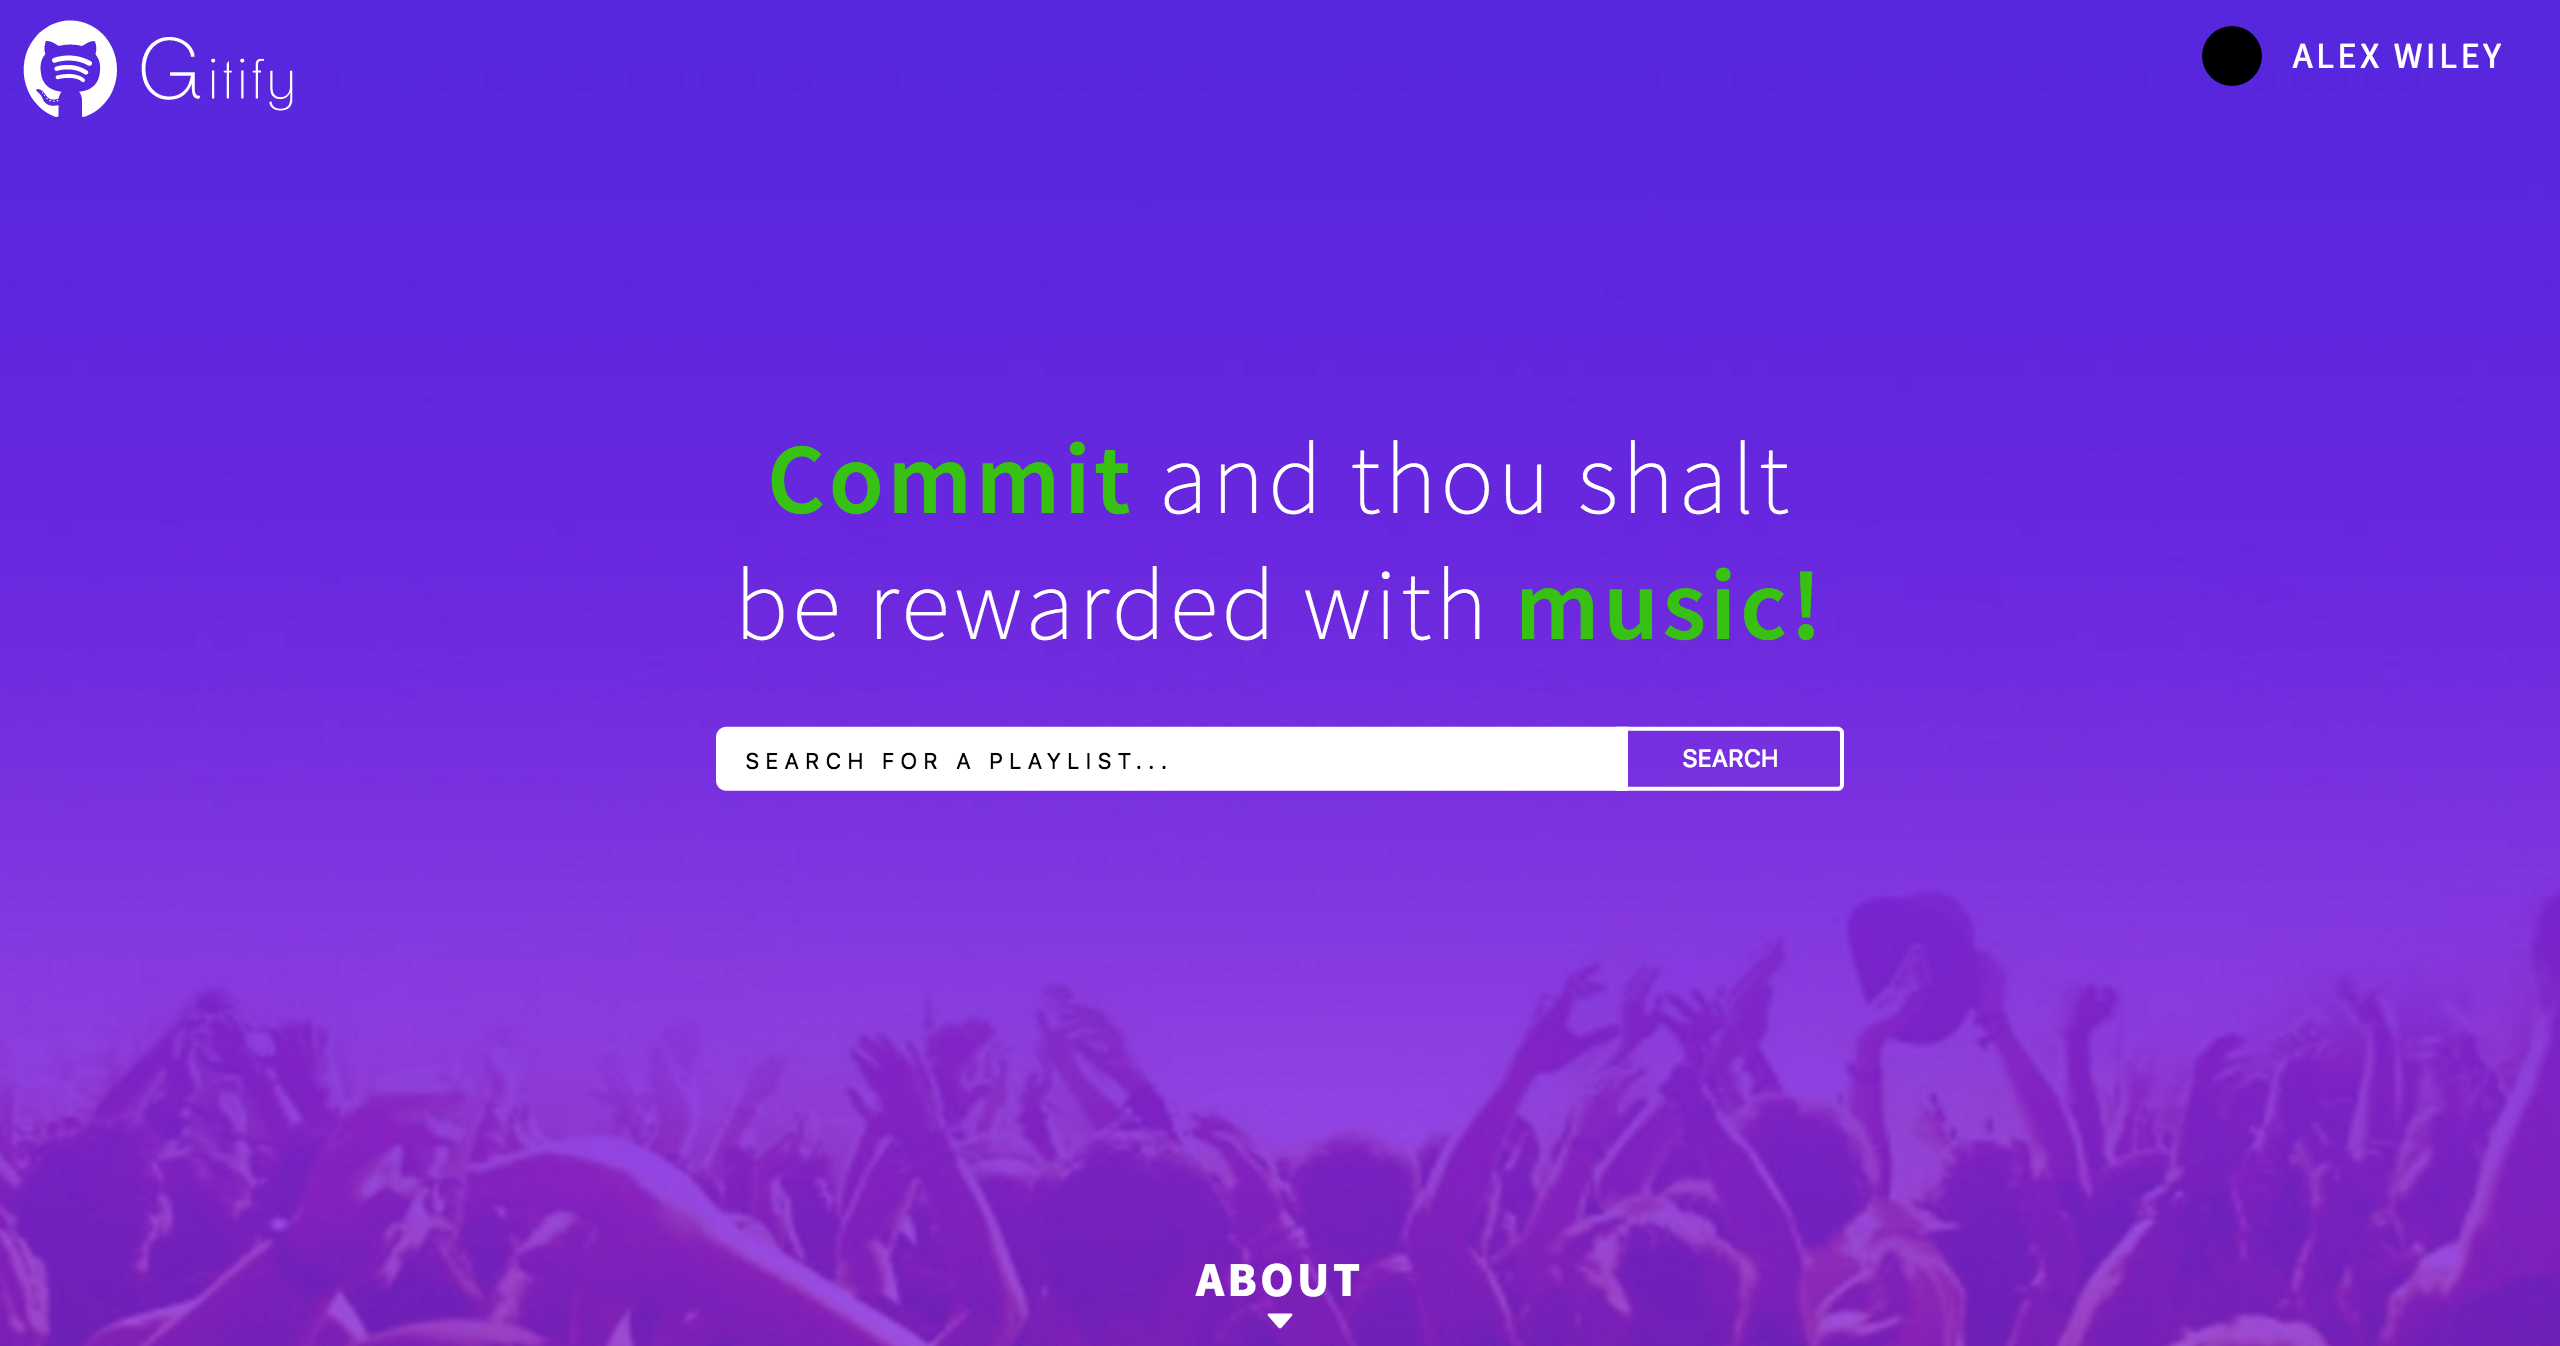 Gitify
ALEX WILEY
Commit and thou shalt
be rewarded with music!
SEARCH FOR A PLAYLIST...
SEARCH
ABOUT